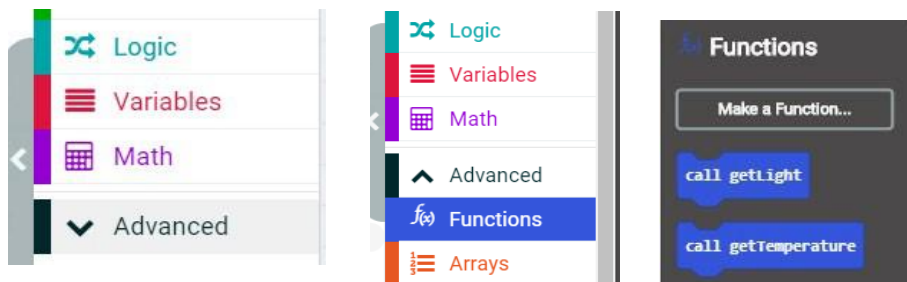 Logic
Variables
Math
Advanced
Logic
Variables
Math
Advanced
f(x) Functions
Arrays
f(x) Functions
Make a Function...
call getLight
call getTemperature